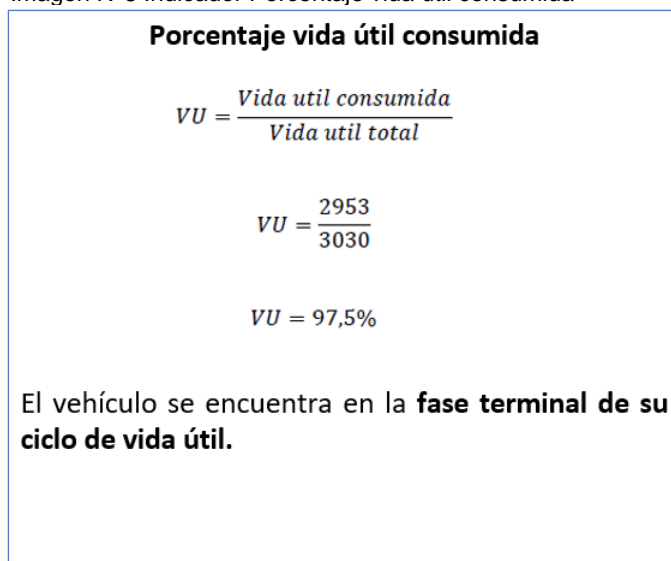 Porcentaje vida útil consumida
VU = Vida util consumida / Vida util total
VU = 2953 / 3030
VU = 97,5%
El vehículo se encuentra en la fase terminal de su
ciclo de vida útil.